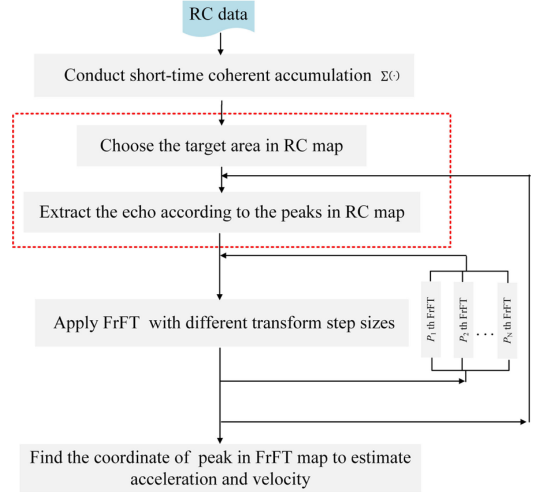 RC data
Conduct short-time coherent accumulation Σ(·)
Choose the target area in RC map
Extract the echo according to the peaks in RC map
Apply FrFT with different transform step sizes
P1 th FrFT
P2 th FrFT
...
PN th FrFT
Find the coordinate of peak in FrFT map to estimate
acceleration and velocity